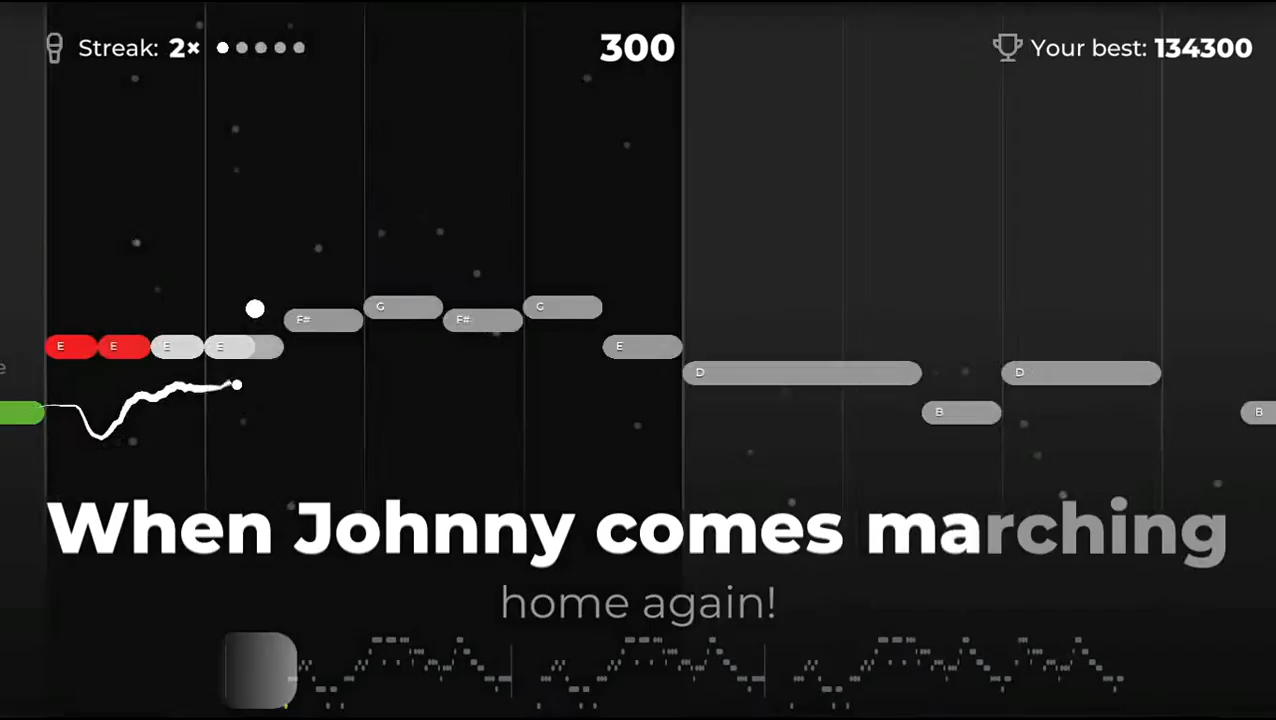 Streak: 2× 300 Your best: 134300
G G
F# F#
E E E E E
D D
e
B B
When Johnny comes marching
home again!